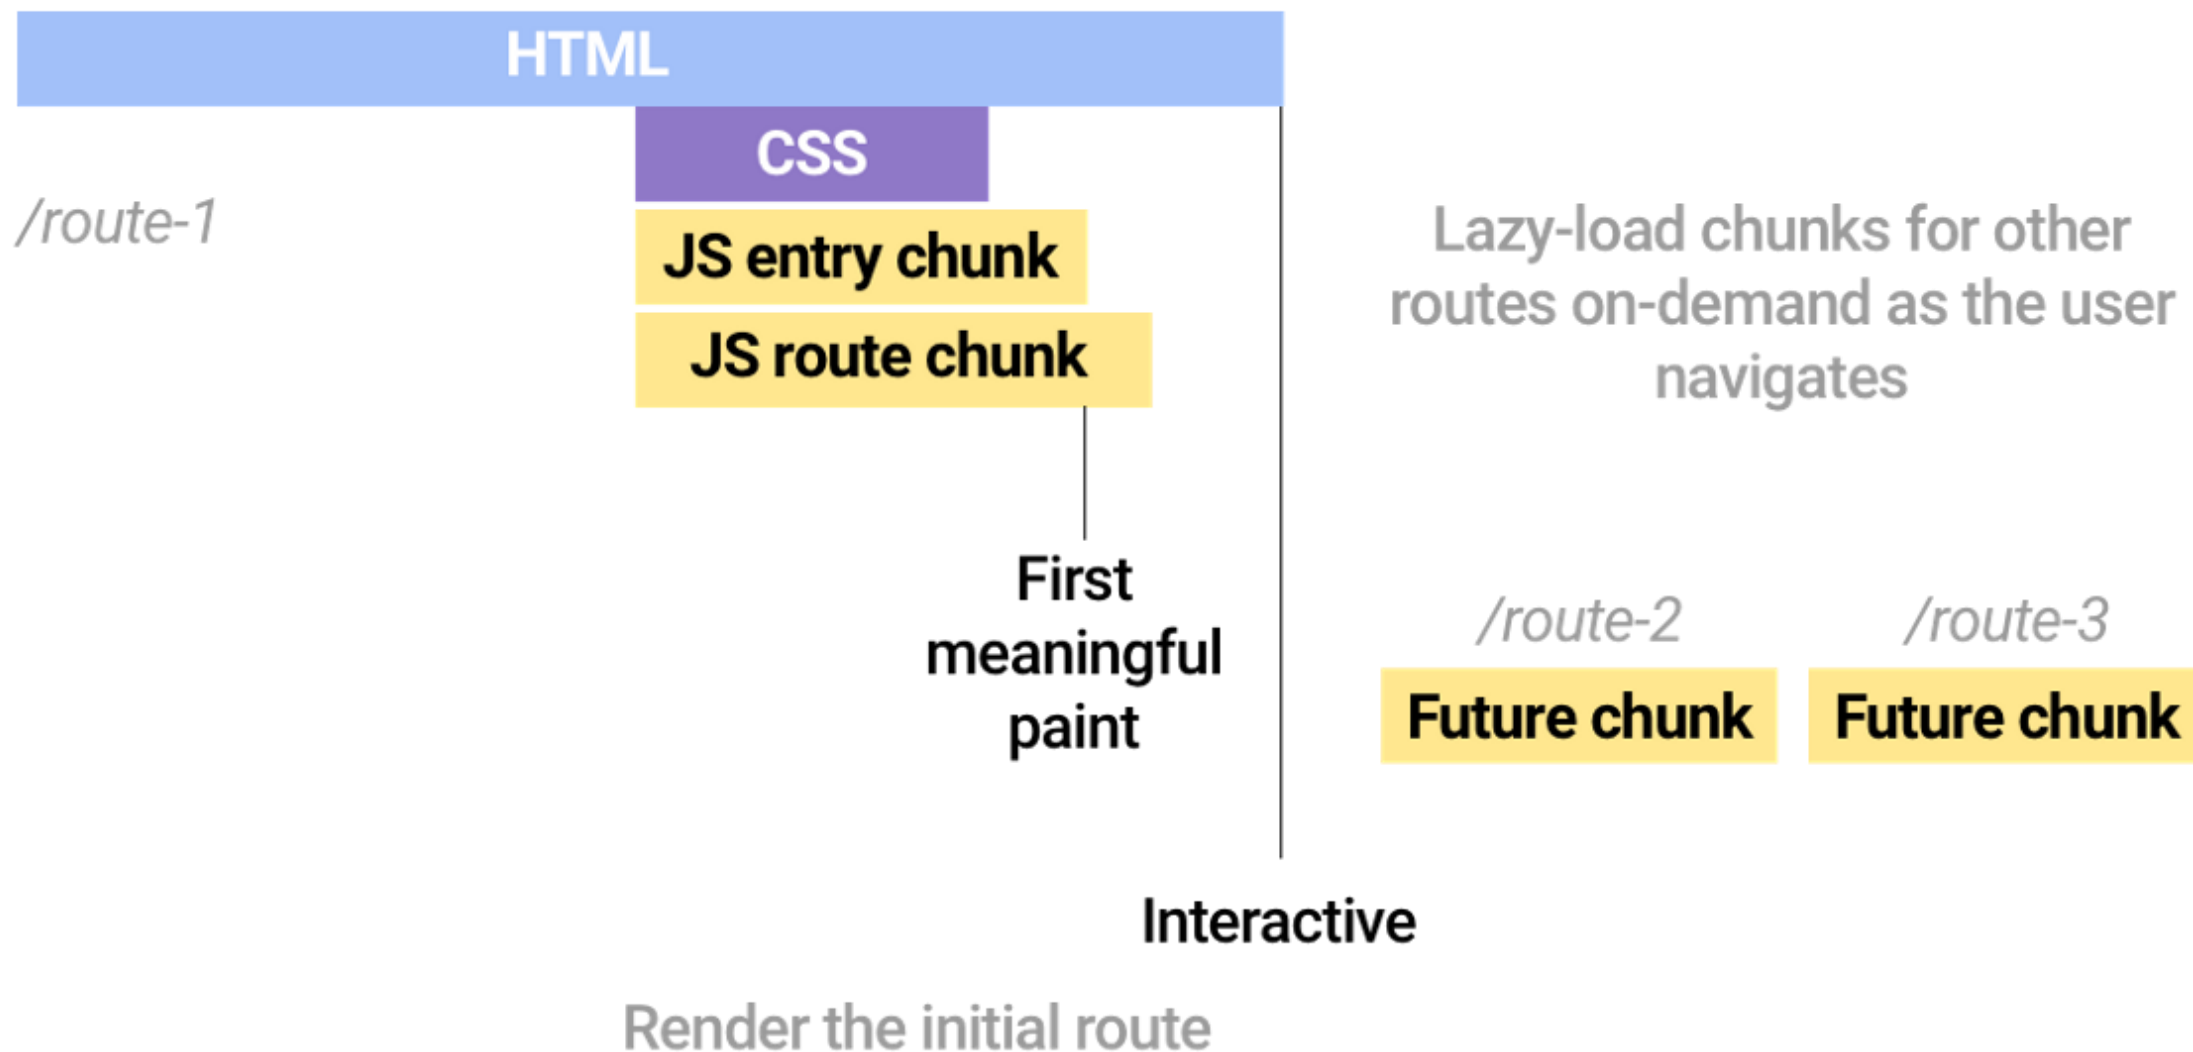 HTML
CSS
/route-1
JS entry chunk
JS route chunk
Lazy-load chunks for other
routes on-demand as the user
navigates
First
meaningful
paint
/route-2
/route-3
Future chunk
Future chunk
Interactive
Render the initial route